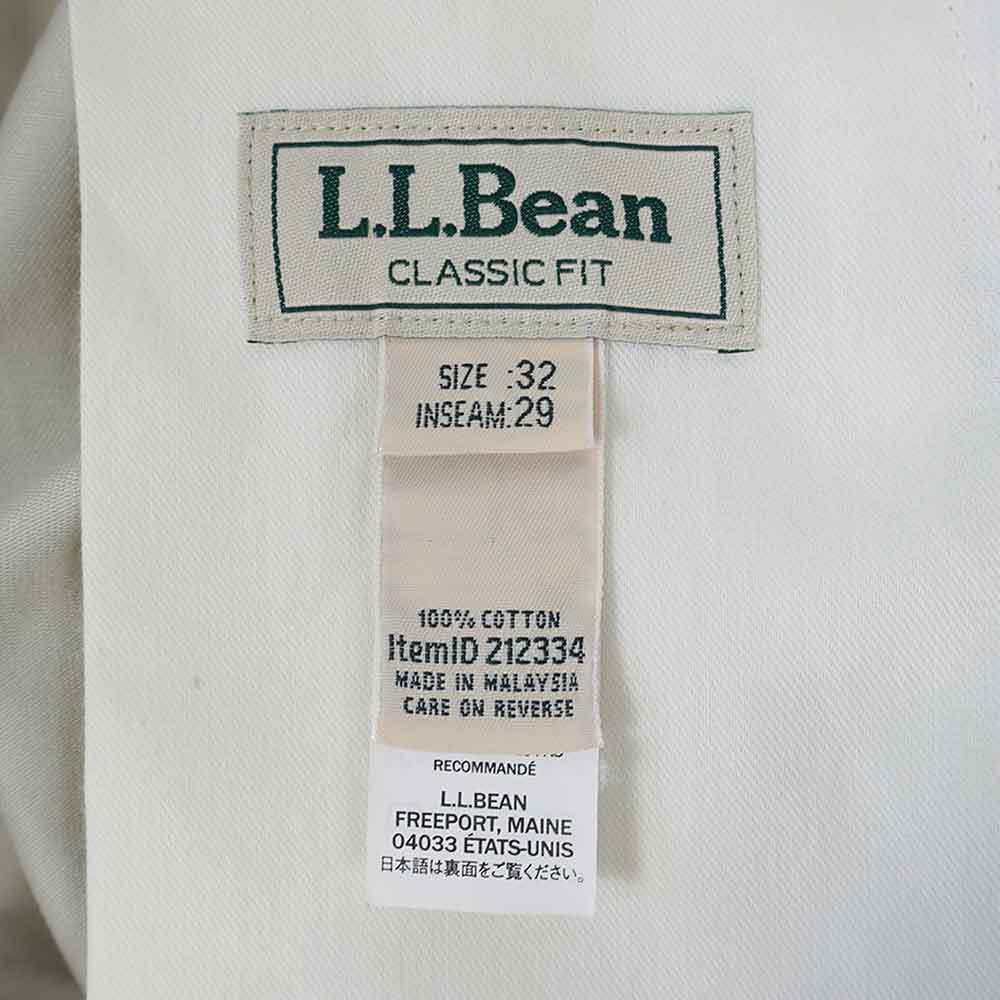 L.L.Bean
CLASSIC FIT
SIZE :32
INSEAM:29
100% COTTON
ItemID 212334
MADE IN MALAYSIA
CARE ON REVERSE
RECOMMANDÉ
L.L.BEAN
FREEPORT, MAINE
04033 ÉTATS-UNIS
日本語は裏面をご覧ください。